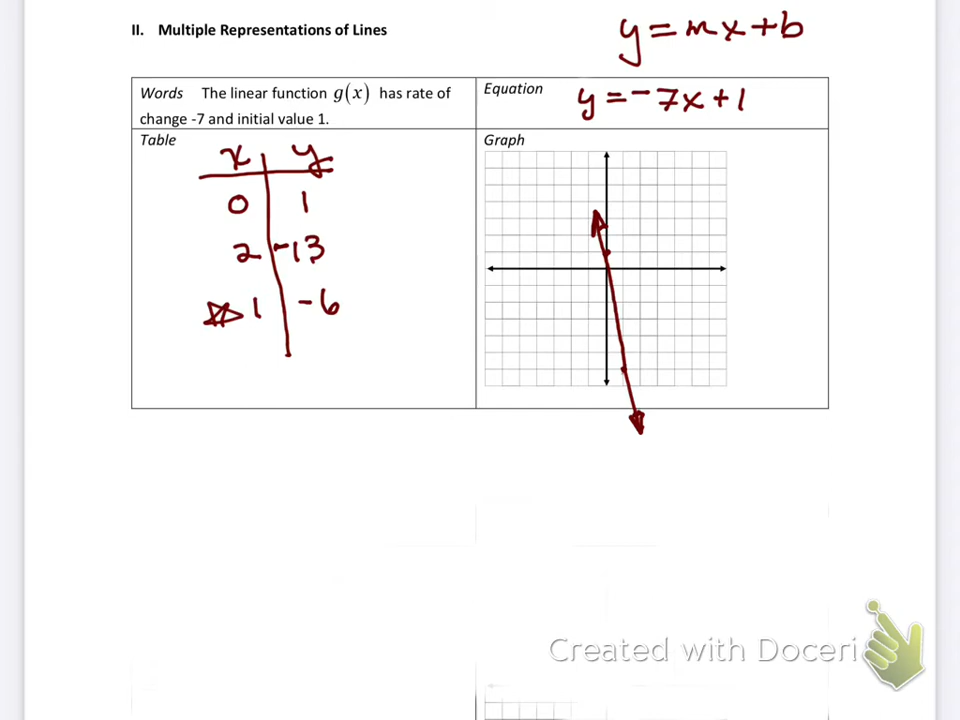 II. Multiple Representations of Lines
y = mx + b
Words The linear function g(x) has rate of
change -7 and initial value 1.
Equation
y = -7x + 1
Table
x y
0 1
2 -13
1 -6
Graph
Created with Doceri